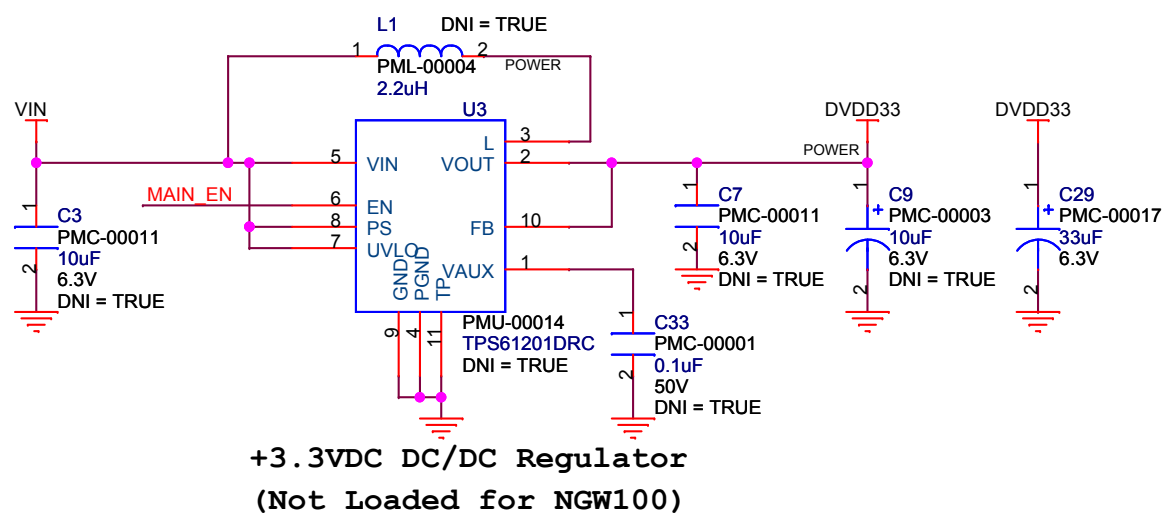 L1 DNI = TRUE
1 2
PML-00004
POWER
2.2uH
VIN
U3
DVDD33
DVDD33
L 3
5 VIN
VOUT 2
POWER
MAIN_EN
6 EN
8 PS
7 UVLO
FB 10
VAUX 1
GND
PGND
TP
9
4
11
1
C3
PMC-00011
10uF
2
6.3V
DNI = TRUE
1
C7
PMC-00011
10uF
2
6.3V
DNI = TRUE
1
+ C9
PMC-00003
10uF
6.3V
2
DNI = TRUE
1
+ C29
PMC-00017
33uF
6.3V
2
PMU-00014
TPS61201DRC
DNI = TRUE
1
C33
PMC-00001
0.1uF
2
50V
DNI = TRUE
+3.3VDC DC/DC Regulator
(Not Loaded for NGW100)